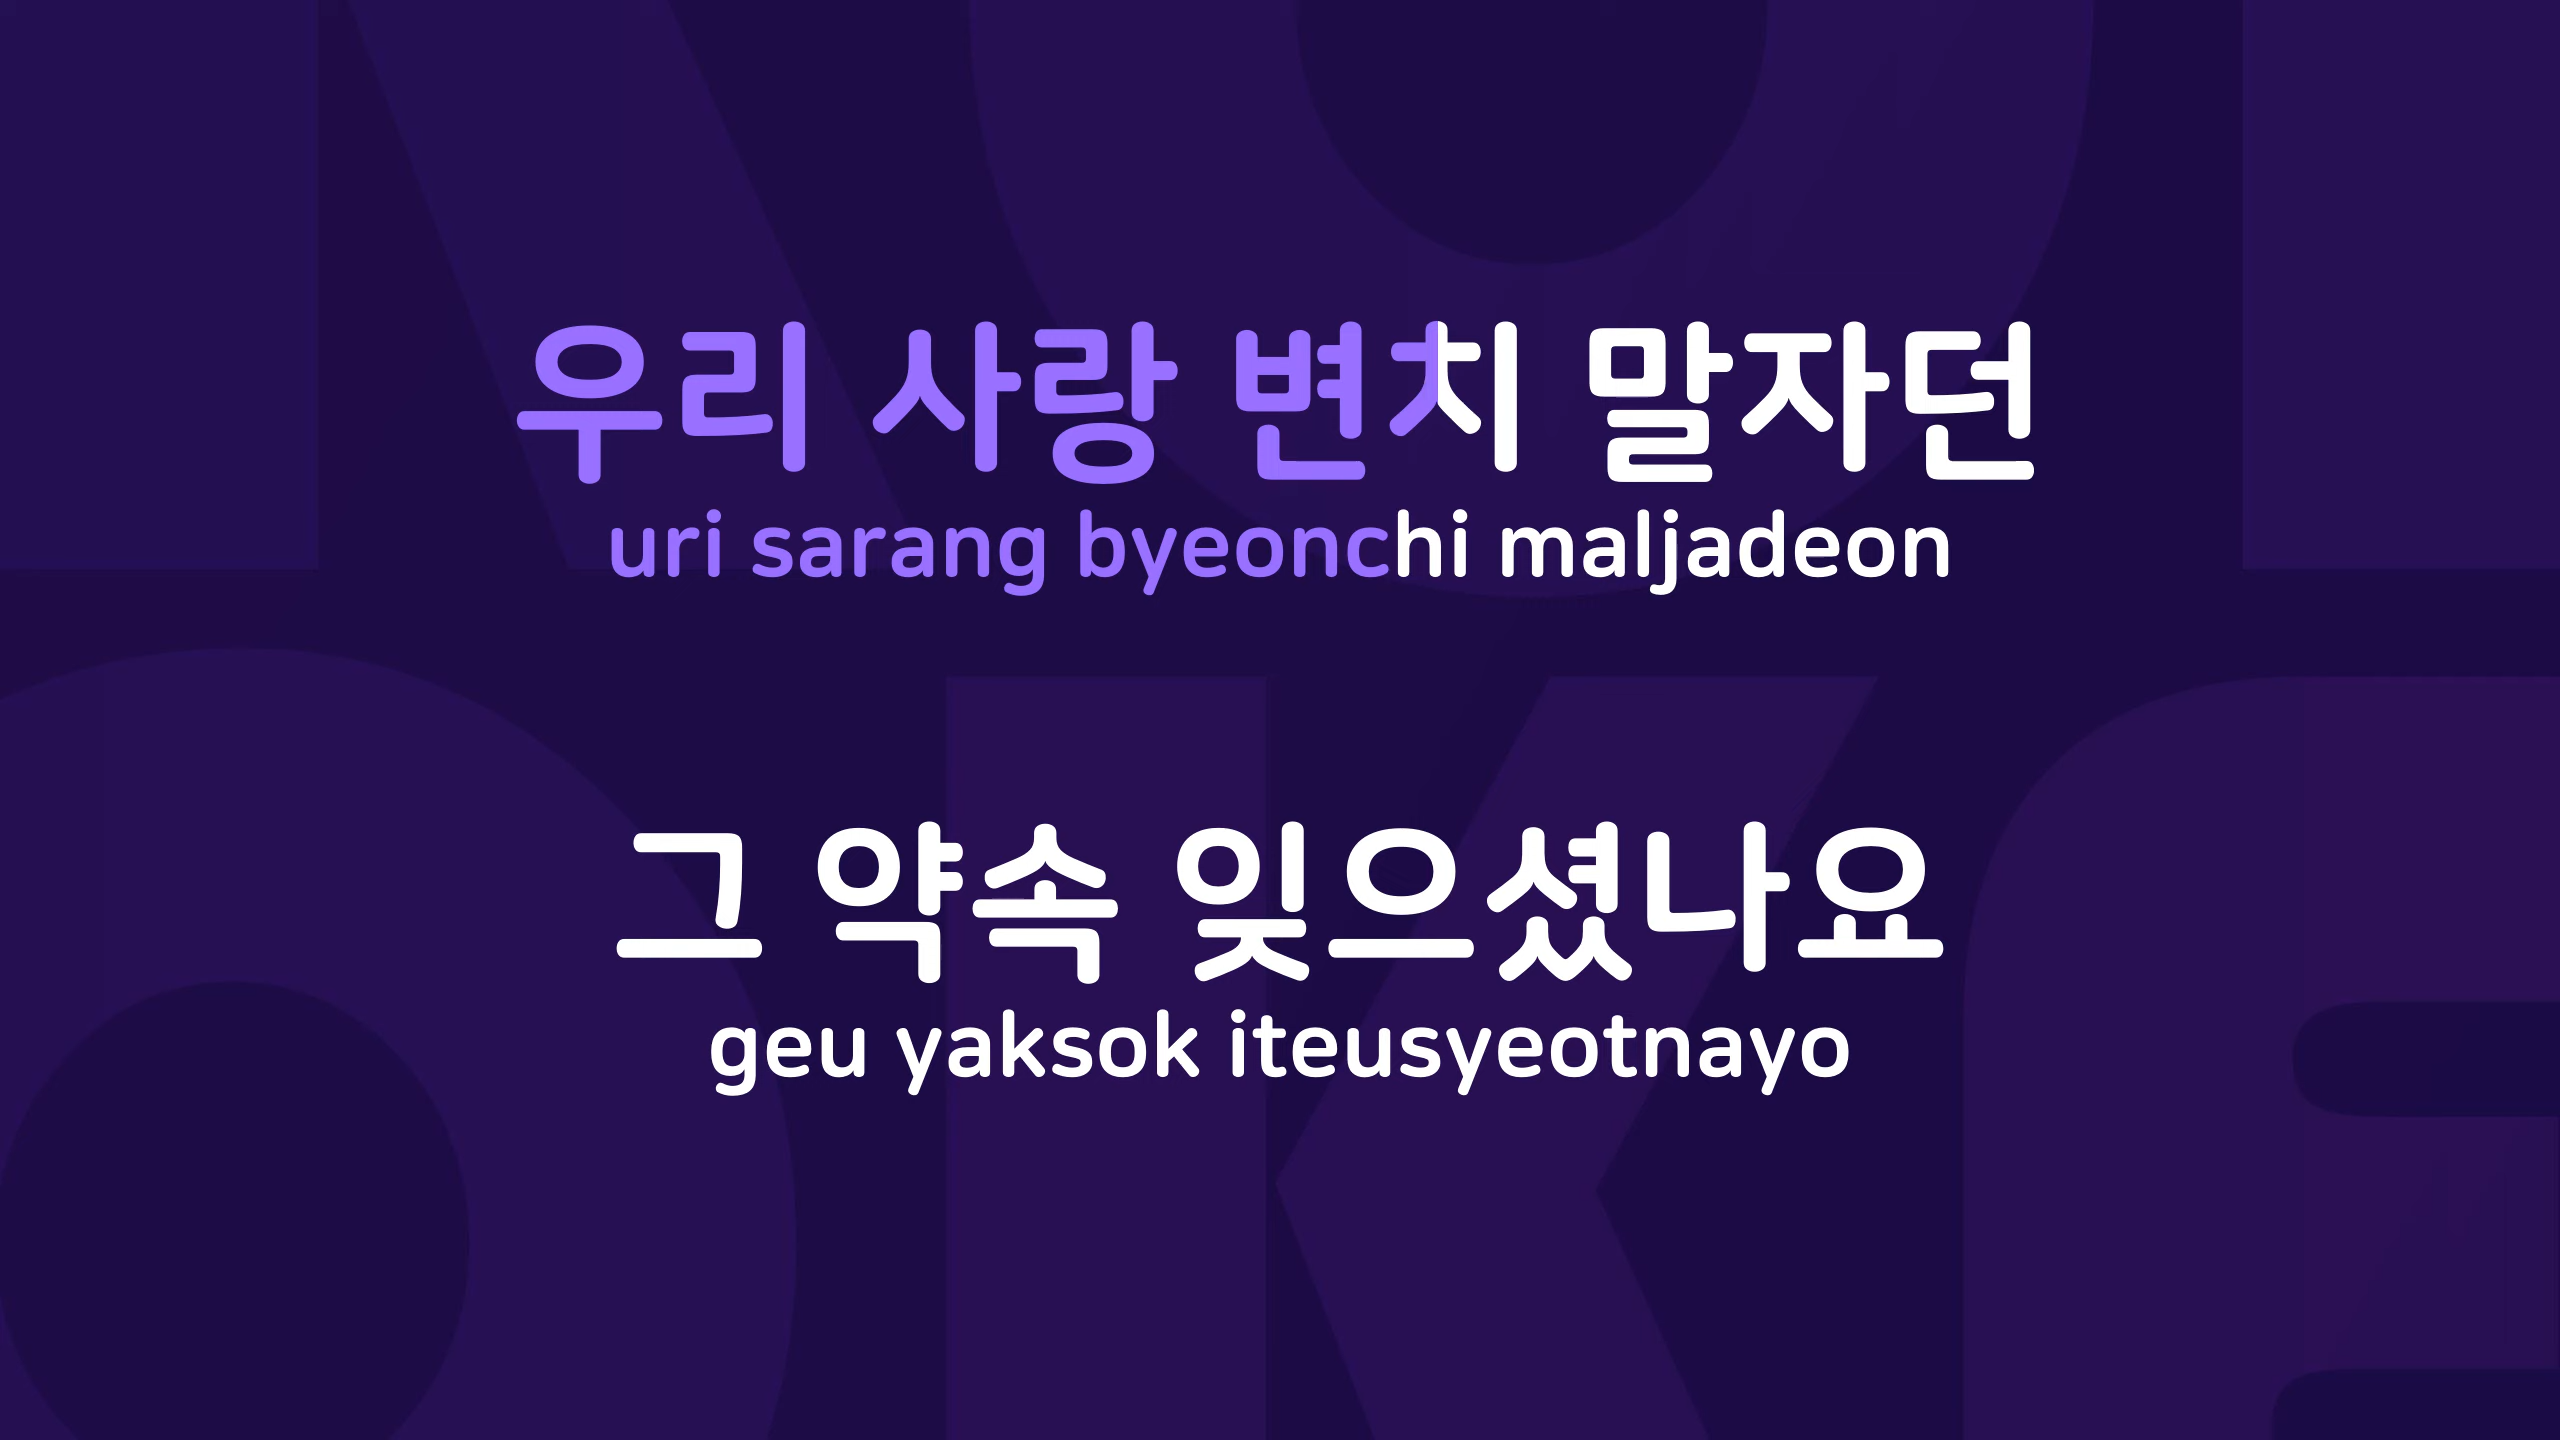 우리 사랑 변치 말자던
uri sarang byeonchi maljadeon
그 약속 잊으셨나요
geu yaksok iteusyeotnayo